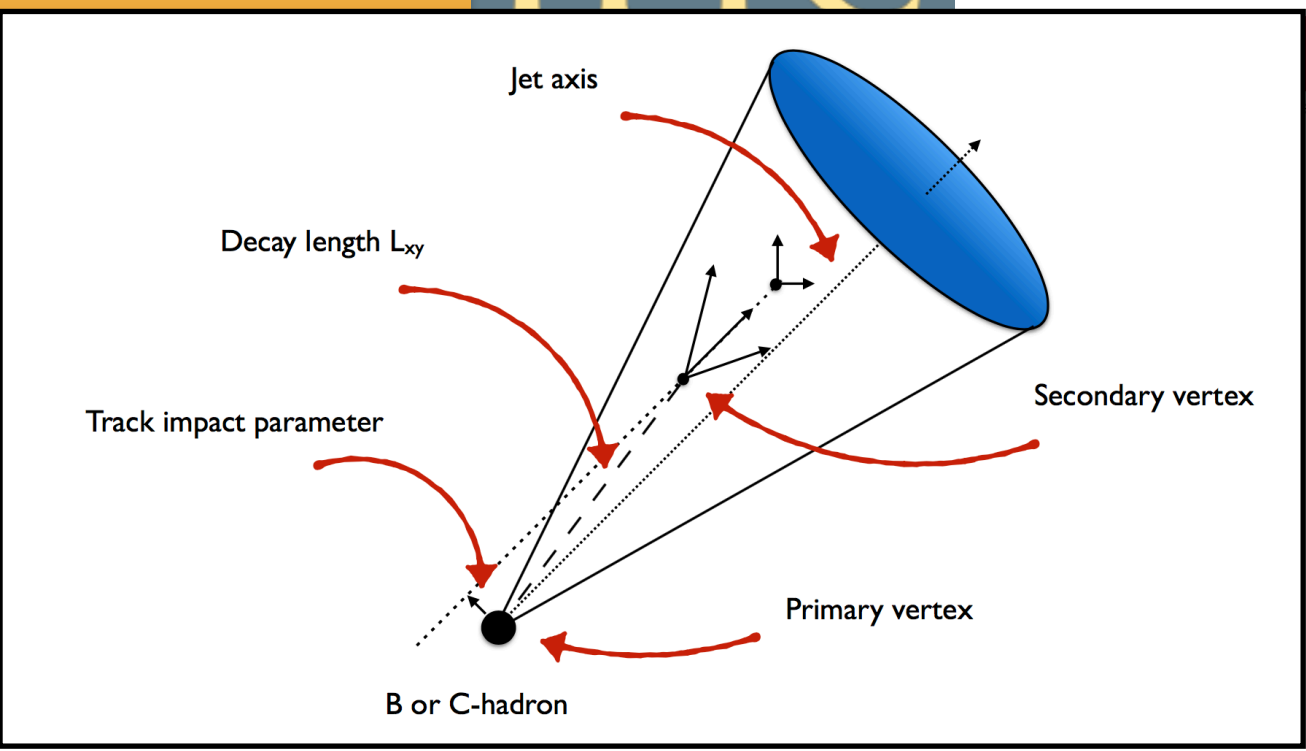 Jet axis
Decay length Lxy
Track impact parameter
Secondary vertex
Primary vertex
B or C-hadron